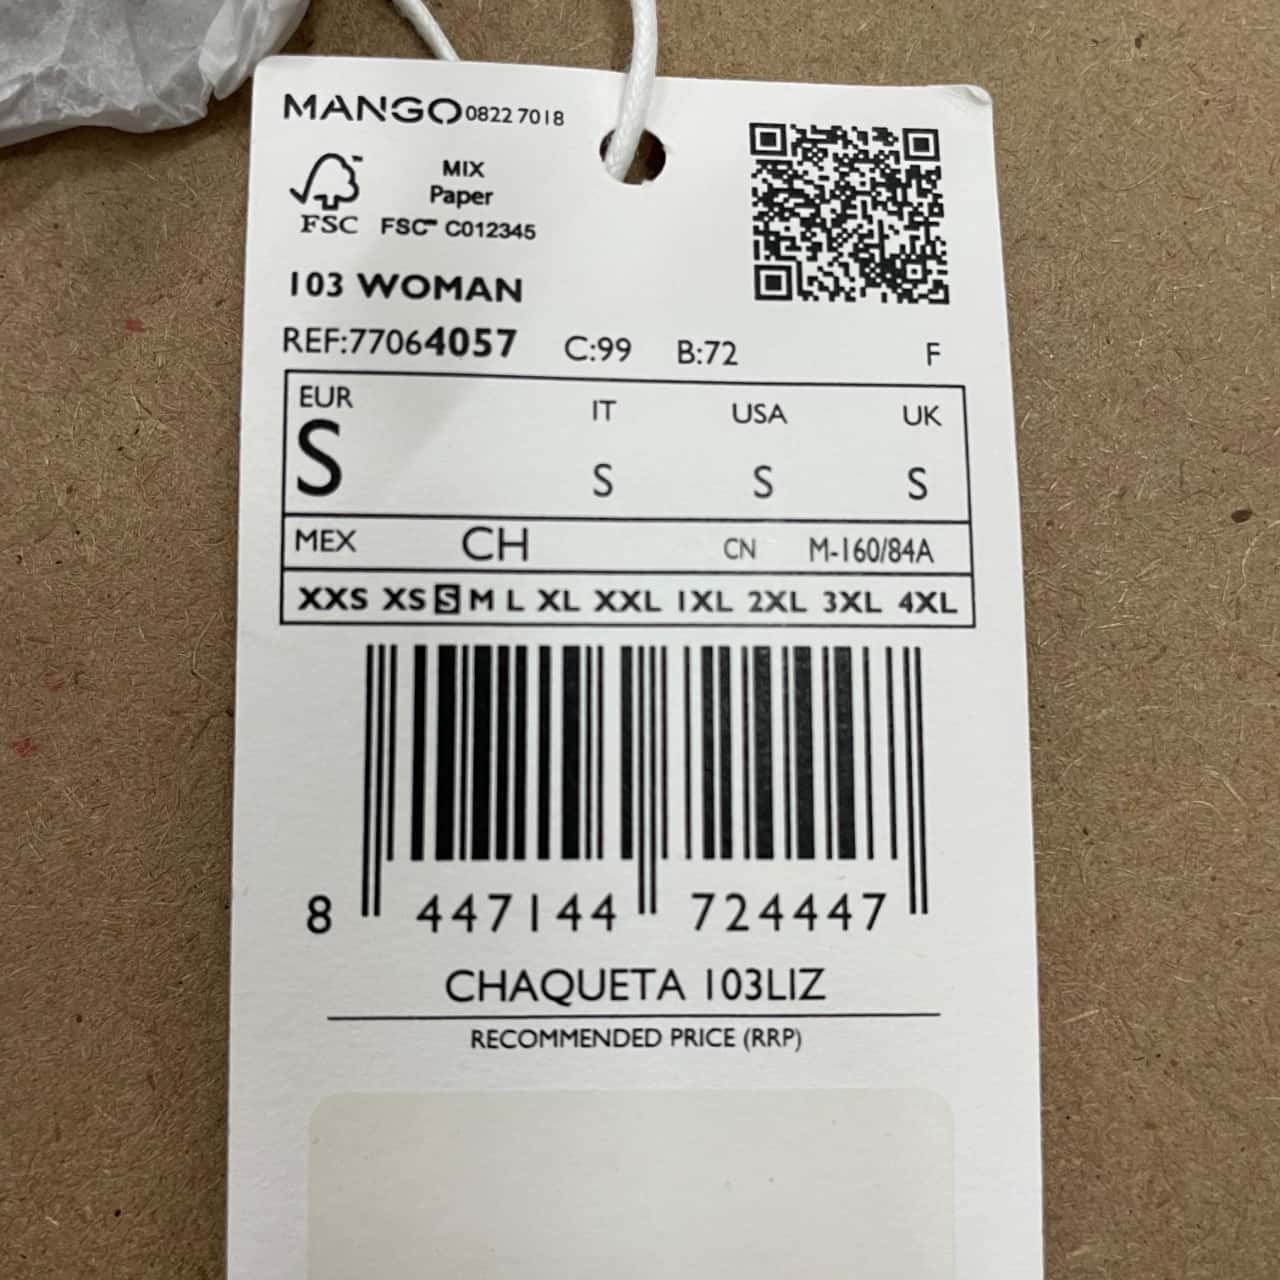 MANGO 0822 7018
MIX
Paper
FSC FSC™ C012345
103 WOMAN
REF:77064057 C:99 B:72 F
EUR IT USA UK
S S S S
MEX CH CN M-160/84A
XXS XS S M L XL XXL 1XL 2XL 3XL 4XL
8 447144 724447
CHAQUETA 103LIZ
RECOMMENDED PRICE (RRP)